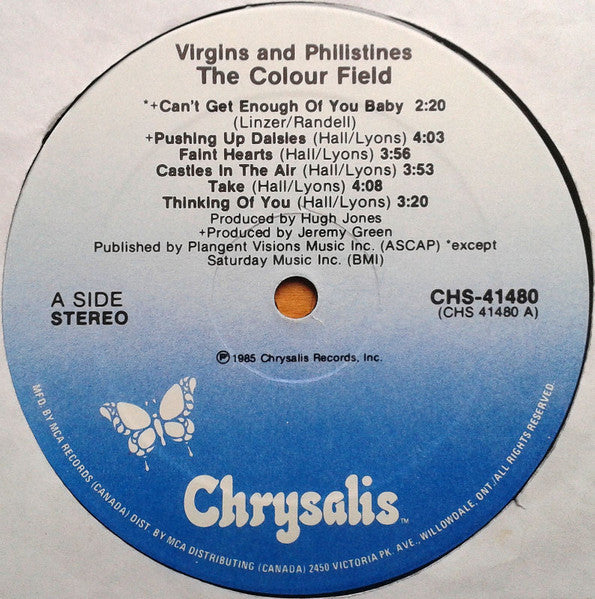 Virgins and Philistines
The Colour Field
*+Can't Get Enough Of You Baby 2:20
(Linzer/Randell)
+Pushing Up Daisies (Hall/Lyons) 4:03
Faint Hearts (Hall/Lyons) 3:56
Castles In The Air (Hall/Lyons) 3:53
Take (Hall/Lyons) 4:08
Thinking Of You (Hall/Lyons) 3:20
Produced by Hugh Jones
+Produced by Jeremy Green
Published by Plangent Visions Music Inc. (ASCAP) *except
Saturday Music Inc. (BMI)
A SIDE
STEREO
CHS-41480
(CHS 41480 A)
Ⓟ 1985 Chrysalis Records, Inc.
Chrysalis™
MFD. BY MCA RECORDS (CANADA) DIST. BY MCA DISTRIBUTING (CANADA) 2450 VICTORIA PK. AVE., WILLOWDALE, ONT./ALL RIGHTS RESERVED.